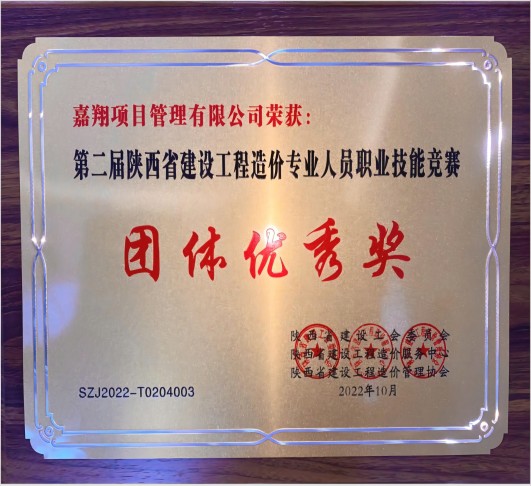 嘉翔项目管理有限公司荣获:
第二届陕西省建设工程造价专业人员职业技能竞赛
团体优秀奖
陕西省建设工会委员会
陕西省建设工程造价服务中心
陕西省建设工程造价管理协会
SZJ2022-T0204003
2022年10月